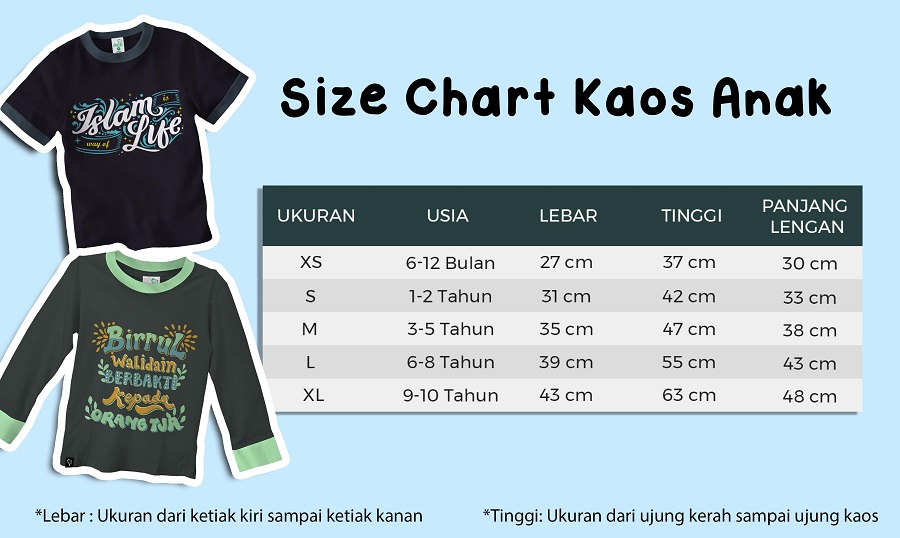 Size Chart Kaos Anak
Islam
is
way of
Life
Birrul
Walidain
BERBAKTI
Kepada
ORANG TUA
UKURAN USIA LEBAR TINGGI PANJANG LENGAN
XS 6-12 Bulan 27 cm 37 cm 30 cm
S 1-2 Tahun 31 cm 42 cm 33 cm
M 3-5 Tahun 35 cm 47 cm 38 cm
L 6-8 Tahun 39 cm 55 cm 43 cm
XL 9-10 Tahun 43 cm 63 cm 48 cm
*Lebar : Ukuran dari ketiak kiri sampai ketiak kanan
*Tinggi: Ukuran dari ujung kerah sampai ujung kaos